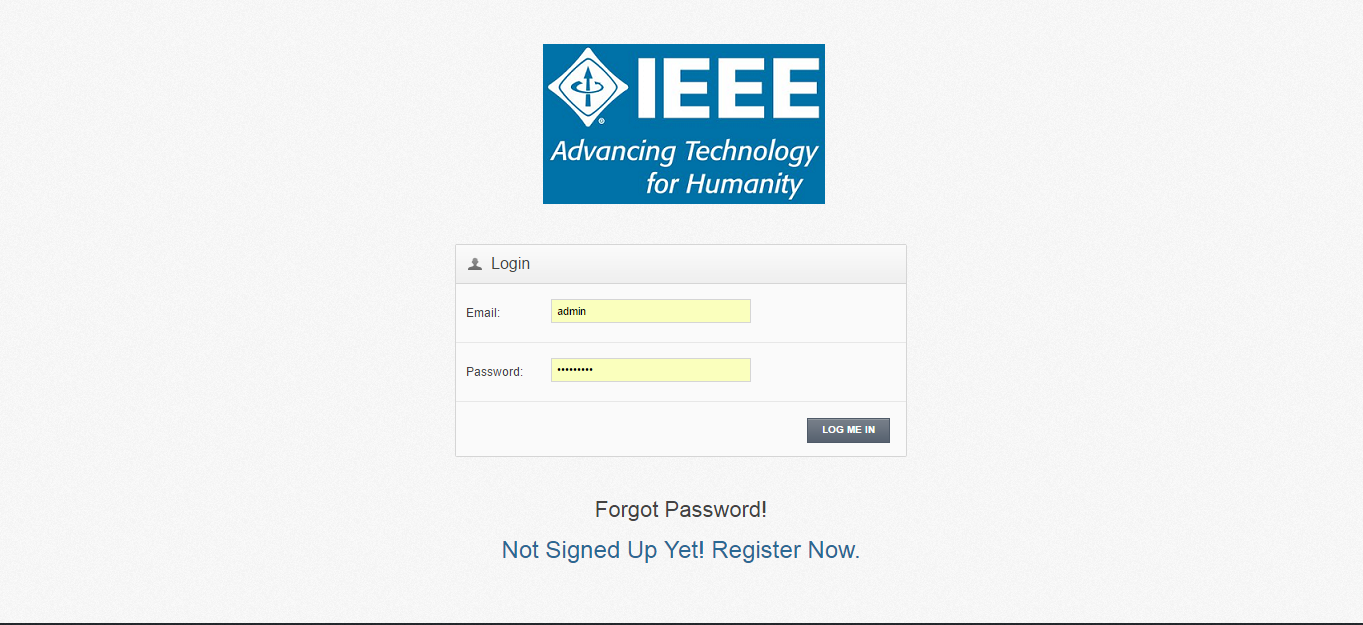 IEEE
®
Advancing Technology
for Humanity
Login
Email: admin
Password: •••••••••
LOG ME IN
Forgot Password!
Not Signed Up Yet! Register Now.